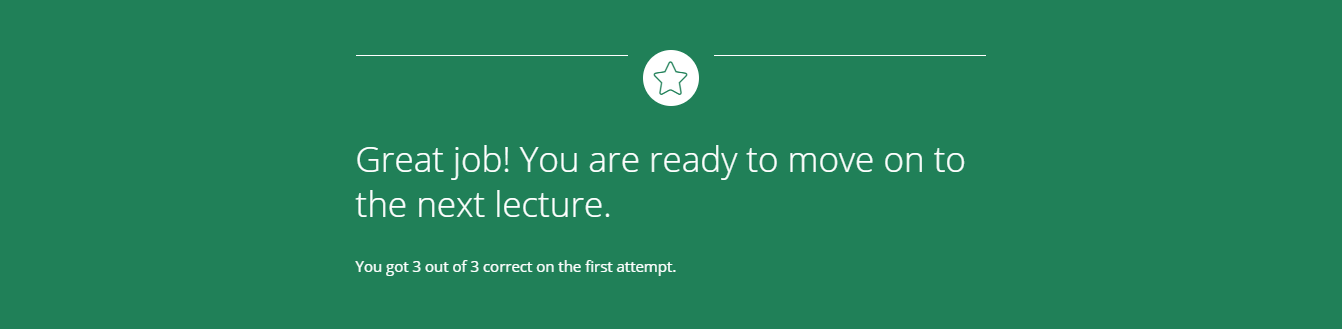 Great job! You are ready to move on to
the next lecture.
You got 3 out of 3 correct on the first attempt.